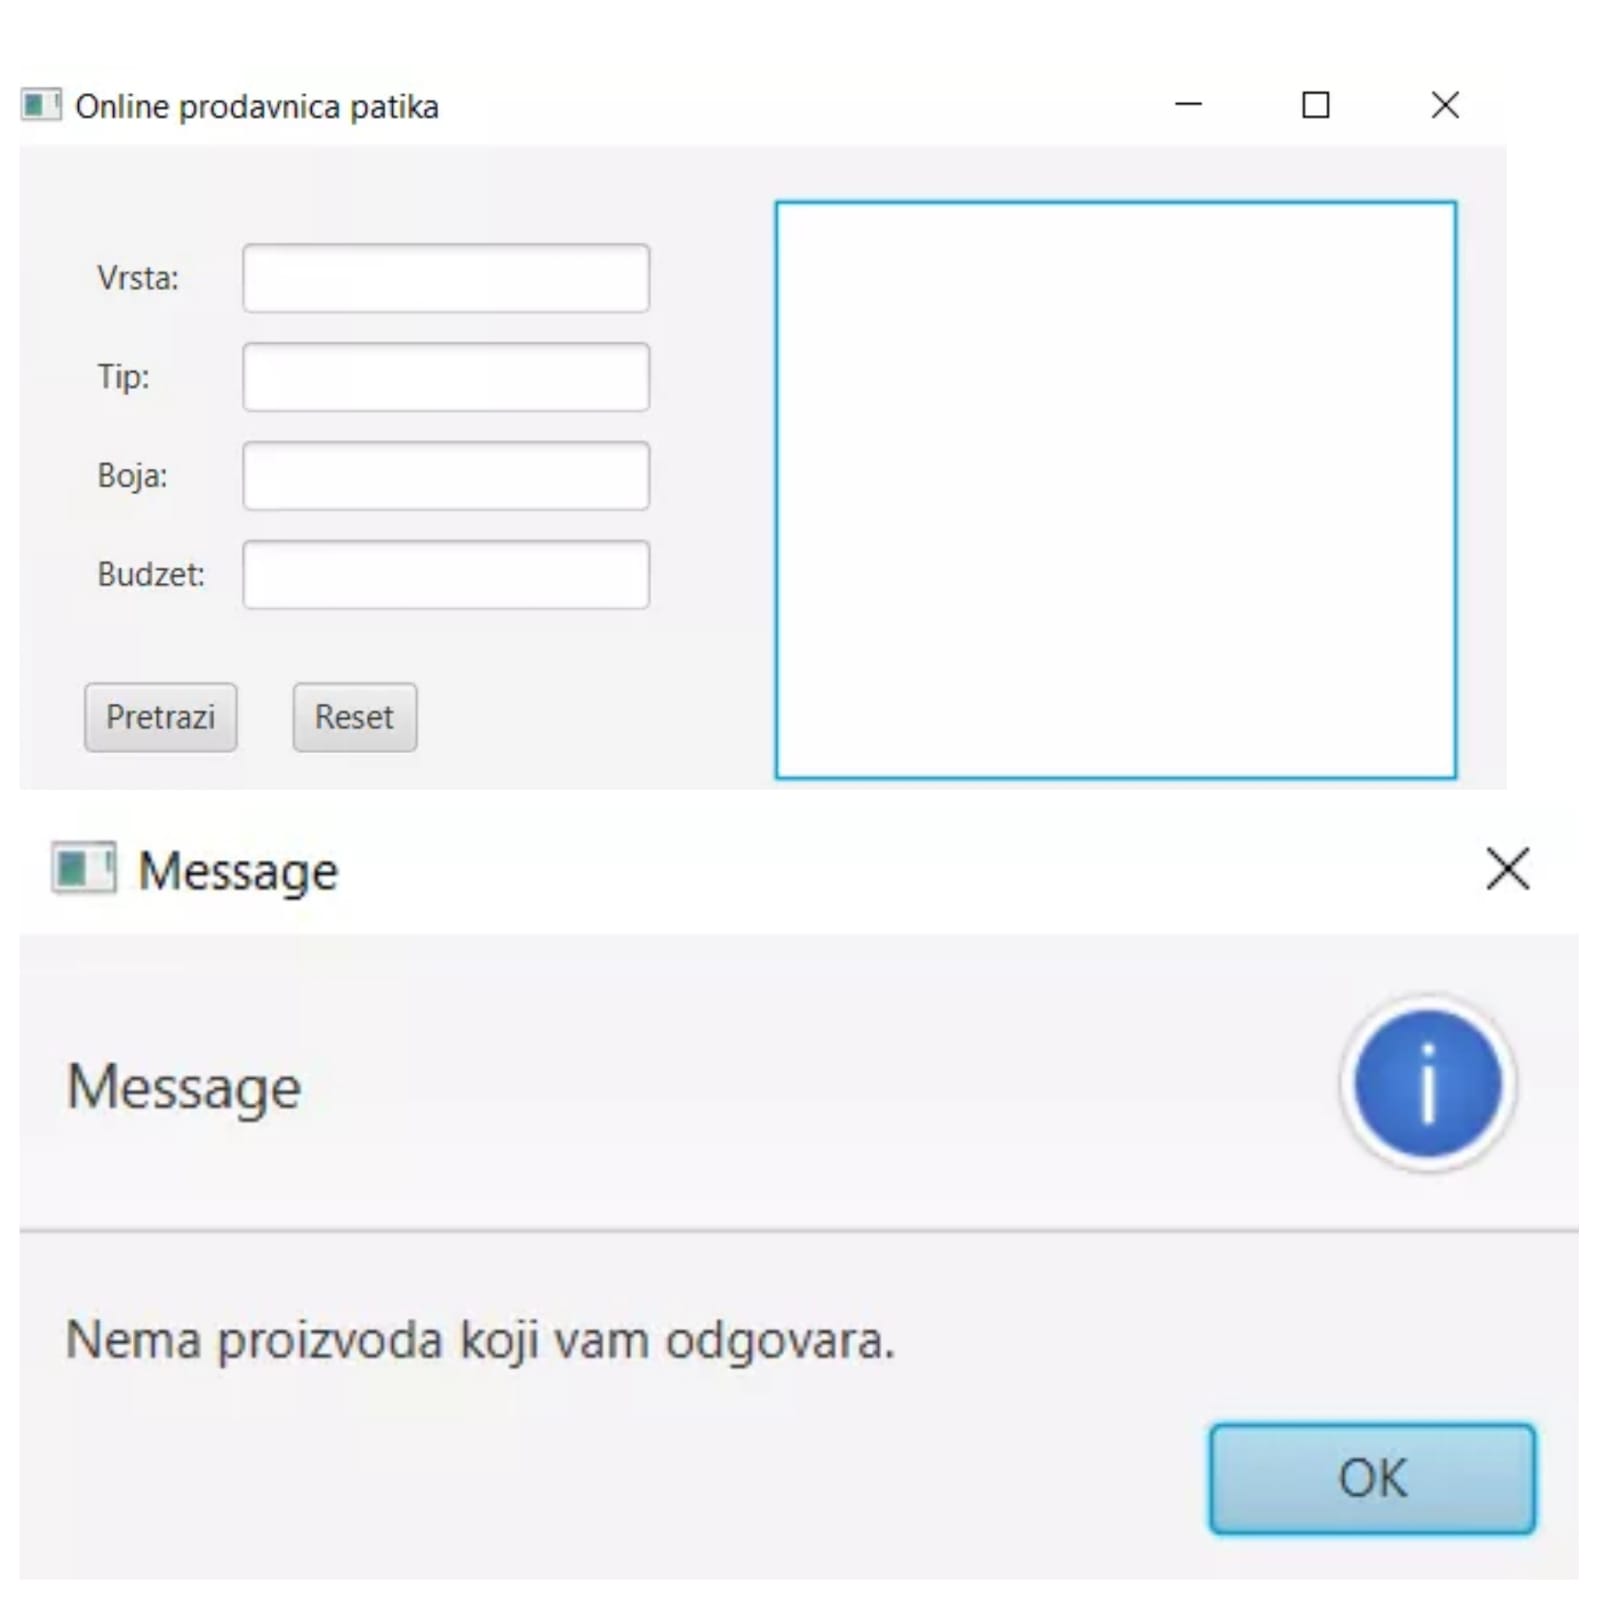 Online prodavnica patika
Vrsta:
Tip:
Boja:
Budzet:
Pretrazi Reset
Message
Message
Nema proizvoda koji vam odgovara.
OK